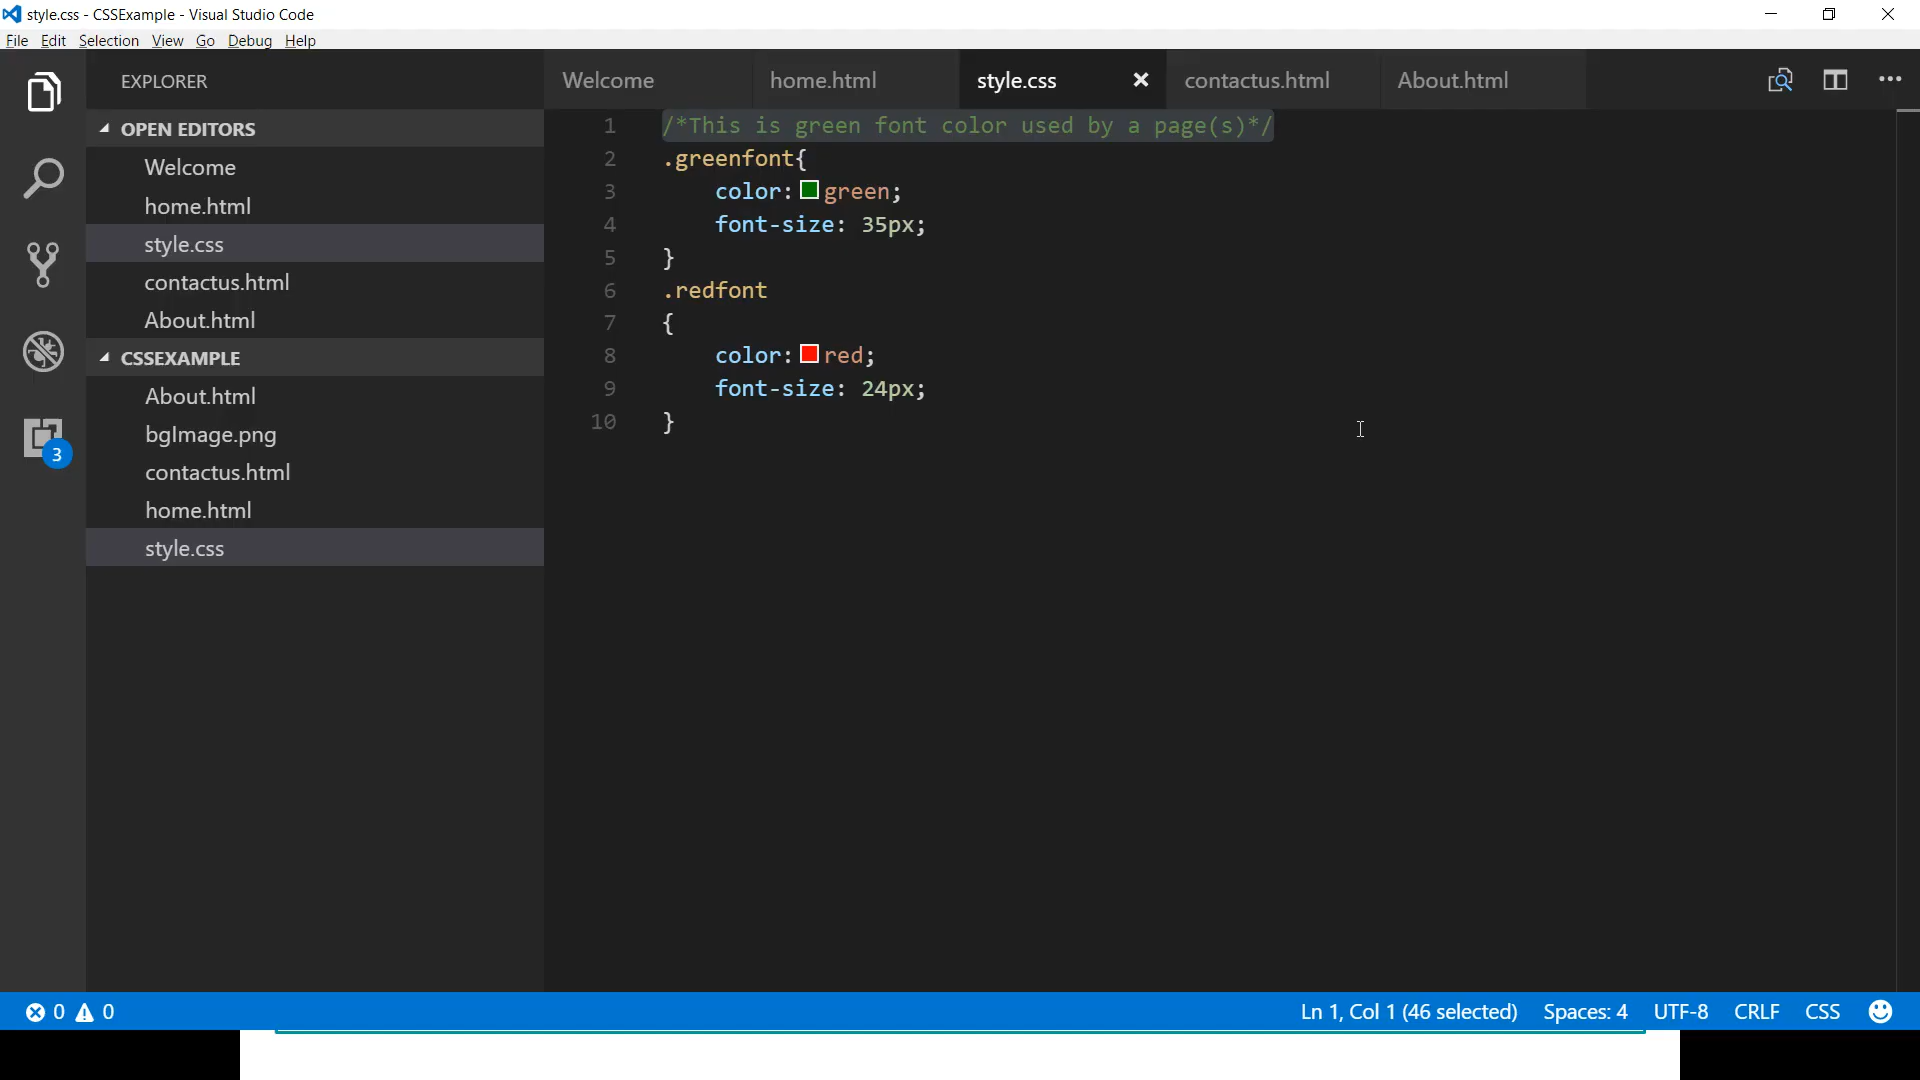 style.css - CSSExample - Visual Studio Code
File Edit Selection View Go Debug Help
EXPLORER
Welcome home.html style.css contactus.html About.html
OPEN EDITORS
Welcome
home.html
style.css
contactus.html
About.html
CSSEXAMPLE
About.html
bgImage.png
contactus.html
home.html
style.css
3
1 /*This is green font color used by a page(s)*/
2 .greenfont{
3 color: green;
4 font-size: 35px;
5 }
6 .redfont
7 {
8 color: red;
9 font-size: 24px;
10 }
0 0 Ln 1, Col 1 (46 selected) Spaces: 4 UTF-8 CRLF CSS